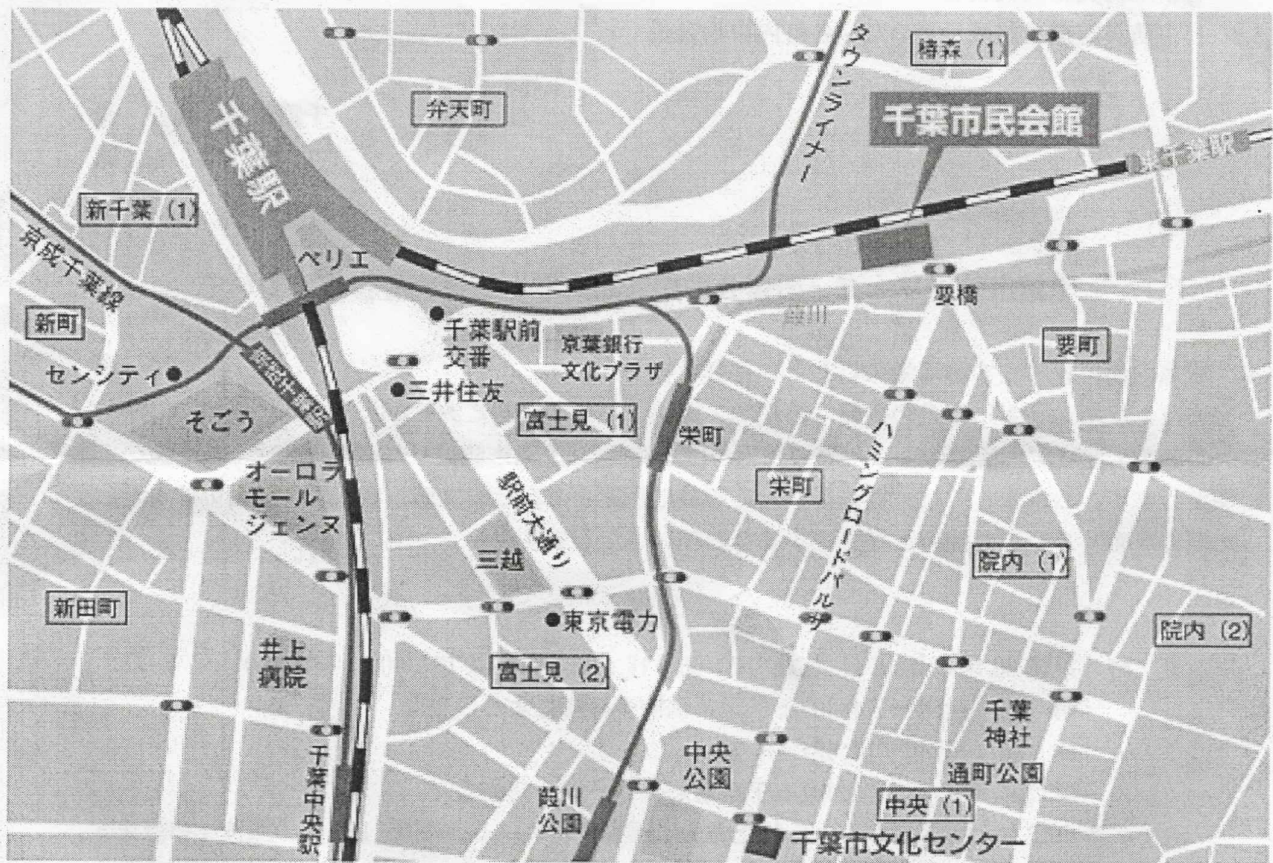 タウンライナー
椿森(1)
弁天町
千葉市民会館
千葉駅
東千葉駅
新千葉(1)
京成千葉線
ペリエ
要橋
葭川
新町
千葉駅前
交番
京葉銀行
文化プラザ
要町
センシティ
三井住友
そごう
富士見(1)
栄町
栄町
ハミングロードパルサ
オーロラ
モール
ジェンヌ
駅前大通り
三越
院内(1)
新田町
東京電力
院内(2)
井上
病院
富士見(2)
千葉
神社
中央
公園
通町公園
千葉中央駅
葭川
公園
中央(1)
千葉市文化センター